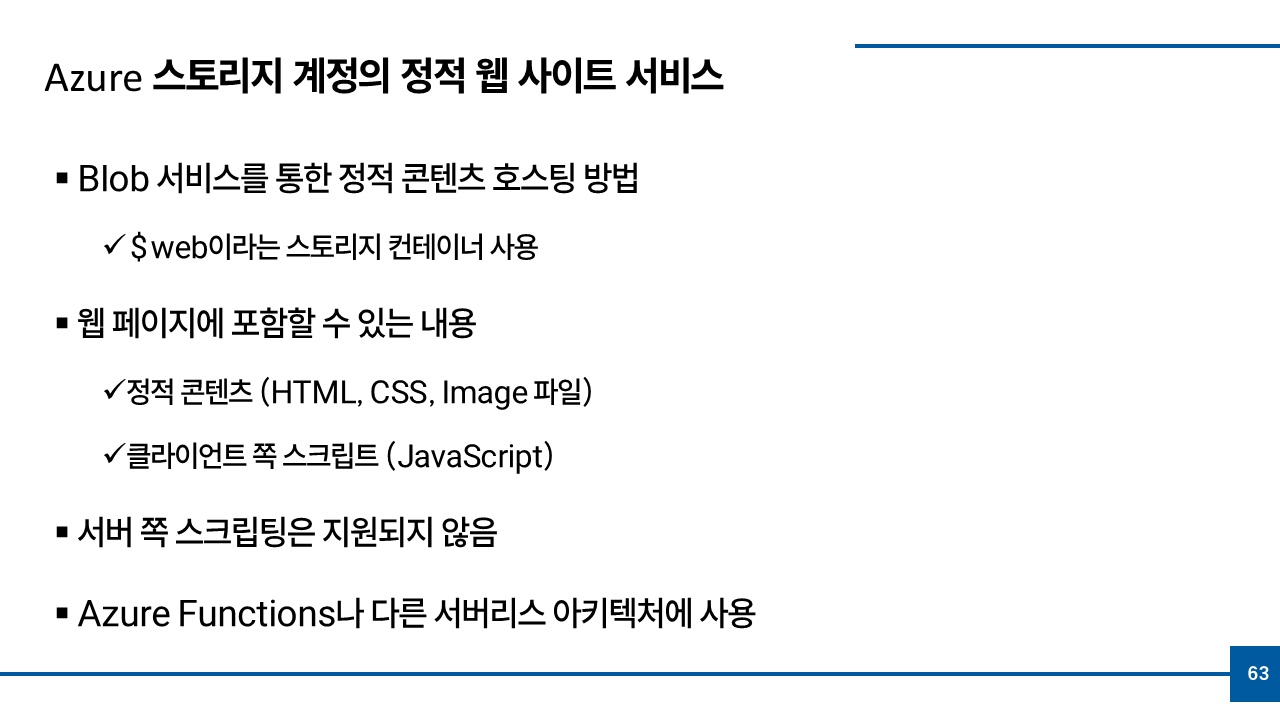 Azure 스토리지 계정의 정적 웹 사이트 서비스
▪ Blob 서비스를 통한 정적 콘텐츠 호스팅 방법
✓ $web이라는 스토리지 컨테이너 사용
▪ 웹 페이지에 포함할 수 있는 내용
✓ 정적 콘텐츠 (HTML, CSS, Image 파일)
✓ 클라이언트 쪽 스크립트 (JavaScript)
▪ 서버 쪽 스크립팅은 지원되지 않음
▪ Azure Functions나 다른 서버리스 아키텍처에 사용
63